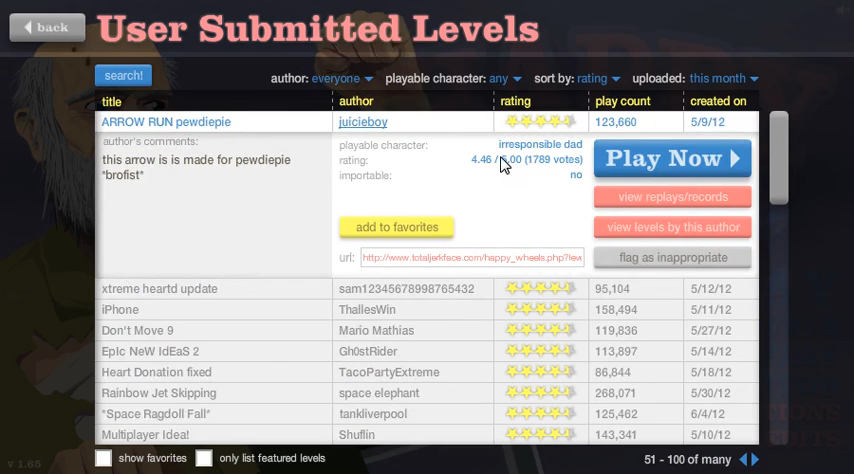 back
User Submitted Levels
search!
author: everyone playable character: any sort by: rating uploaded: this month
title author rating play count created on
ARROW RUN pewdiepie juicieboy 123,660 5/9/12
author's comments:
this arrow is is made for pewdiepie
*brofist*
playable character: irresponsible dad
rating: 4.46 / 5.00 (1789 votes)
importable: no
add to favorites
url: http://www.totaljerkface.com/happy_wheels.php?lev
Play Now
view replays/records
view levels by this author
flag as inappropriate
xtreme heartd update sam12345678998765432 95,104 5/12/12
iPhone ThallesWin 158,494 5/11/12
Don't Move 9 Mario Mathias 119,836 5/27/12
EpIc NeW IdEaS 2 Gh0stRider 113,897 5/14/12
Heart Donation fixed TacoPartyExtreme 86,844 5/18/12
Rainbow Jet Skipping space elephant 268,071 5/30/12
*Space Ragdoll Fall* tankliverpool 125,462 6/4/12
Multiplayer Idea! Shuflin 143,341 5/10/12
show favorites only list featured levels 51 - 100 of many
v 1.65